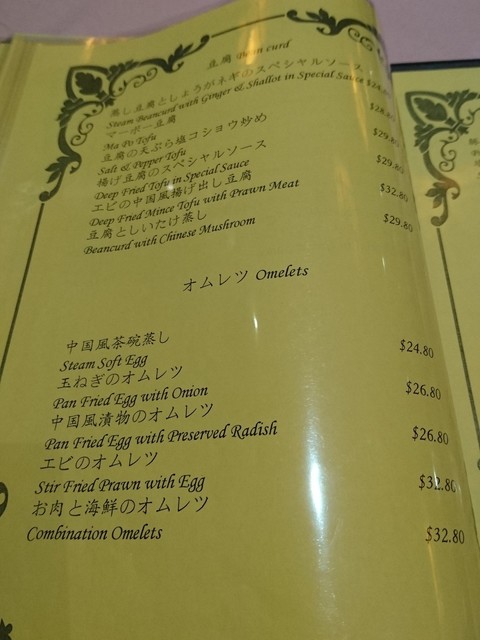 豆腐 Bean curd
蒸し豆腐としょうがネギのスペシャルソース
Steam Beancurd with Ginger & Shallot in Special Sauce
マーボー豆腐 $28.80
Ma Po Tofu
豆腐の天ぷら塩コショウ炒め $29.80
Salt & Pepper Tofu
揚げ豆腐のスペシャルソース $29.80
Deep Fried Tofu in Special Sauce
エビの中国風揚げ出し豆腐 $32.80
Deep Fried Mince Tofu with Prawn Meat
豆腐としいたけ蒸し $29.80
Beancurd with Chinese Mushroom
オムレツ Omelets
中国風茶碗蒸し $24.80
Steam Soft Egg
玉ねぎのオムレツ $26.80
Pan Fried Egg with Onion
中国風漬物のオムレツ $26.80
Pan Fried Egg with Preserved Radish
エビのオムレツ $32.80
Stir Fried Prawn with Egg
お肉と海鮮のオムレツ $32.80
Combination Omelets